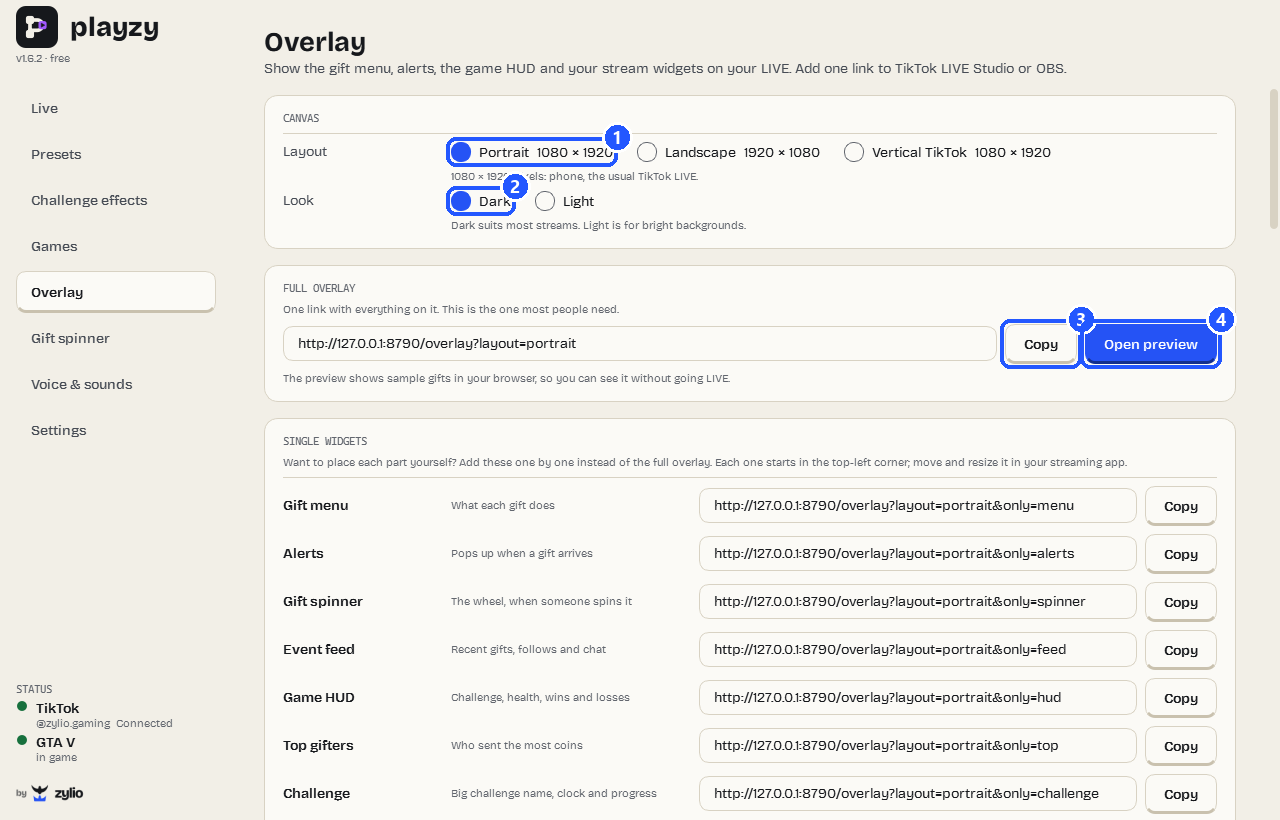 playzy
v1.6.2 · free
Live
Presets
Challenge effects
Games
Overlay
Gift spinner
Voice & sounds
Settings
STATUS
TikTok
@zylio.gaming Connected
GTA V
in game
by zylio
Overlay
Show the gift menu, alerts, the game HUD and your stream widgets on your LIVE. Add one link to TikTok LIVE Studio or OBS.
CANVAS
1
Layout Portrait 1080 × 1920 Landscape 1920 × 1080 Vertical TikTok 1080 × 1920
: phone, the usual TikTok LIVE.
2
Look Dark Light
Dark suits most streams. Light is for bright backgrounds.
FULL OVERLAY
One link with everything on it. This is the one most people need.
3 4
http://127.0.0.1:8790/overlay?layout=portrait Copy Open preview
The preview shows sample gifts in your browser, so you can see it without going LIVE.
SINGLE WIDGETS
Want to place each part yourself? Add these one by one instead of the full overlay. Each one starts in the top-left corner; move and resize it in your streaming app.
Gift menu What each gift does http://127.0.0.1:8790/overlay?layout=portrait&only=menu Copy
Alerts Pops up when a gift arrives http://127.0.0.1:8790/overlay?layout=portrait&only=alerts Copy
Gift spinner The wheel, when someone spins it http://127.0.0.1:8790/overlay?layout=portrait&only=spinner Copy
Event feed Recent gifts, follows and chat http://127.0.0.1:8790/overlay?layout=portrait&only=feed Copy
Game HUD Challenge, health, wins and losses http://127.0.0.1:8790/overlay?layout=portrait&only=hud Copy
Top gifters Who sent the most coins http://127.0.0.1:8790/overlay?layout=portrait&only=top Copy
Challenge Big challenge name, clock and progress http://127.0.0.1:8790/overlay?layout=portrait&only=challenge Copy